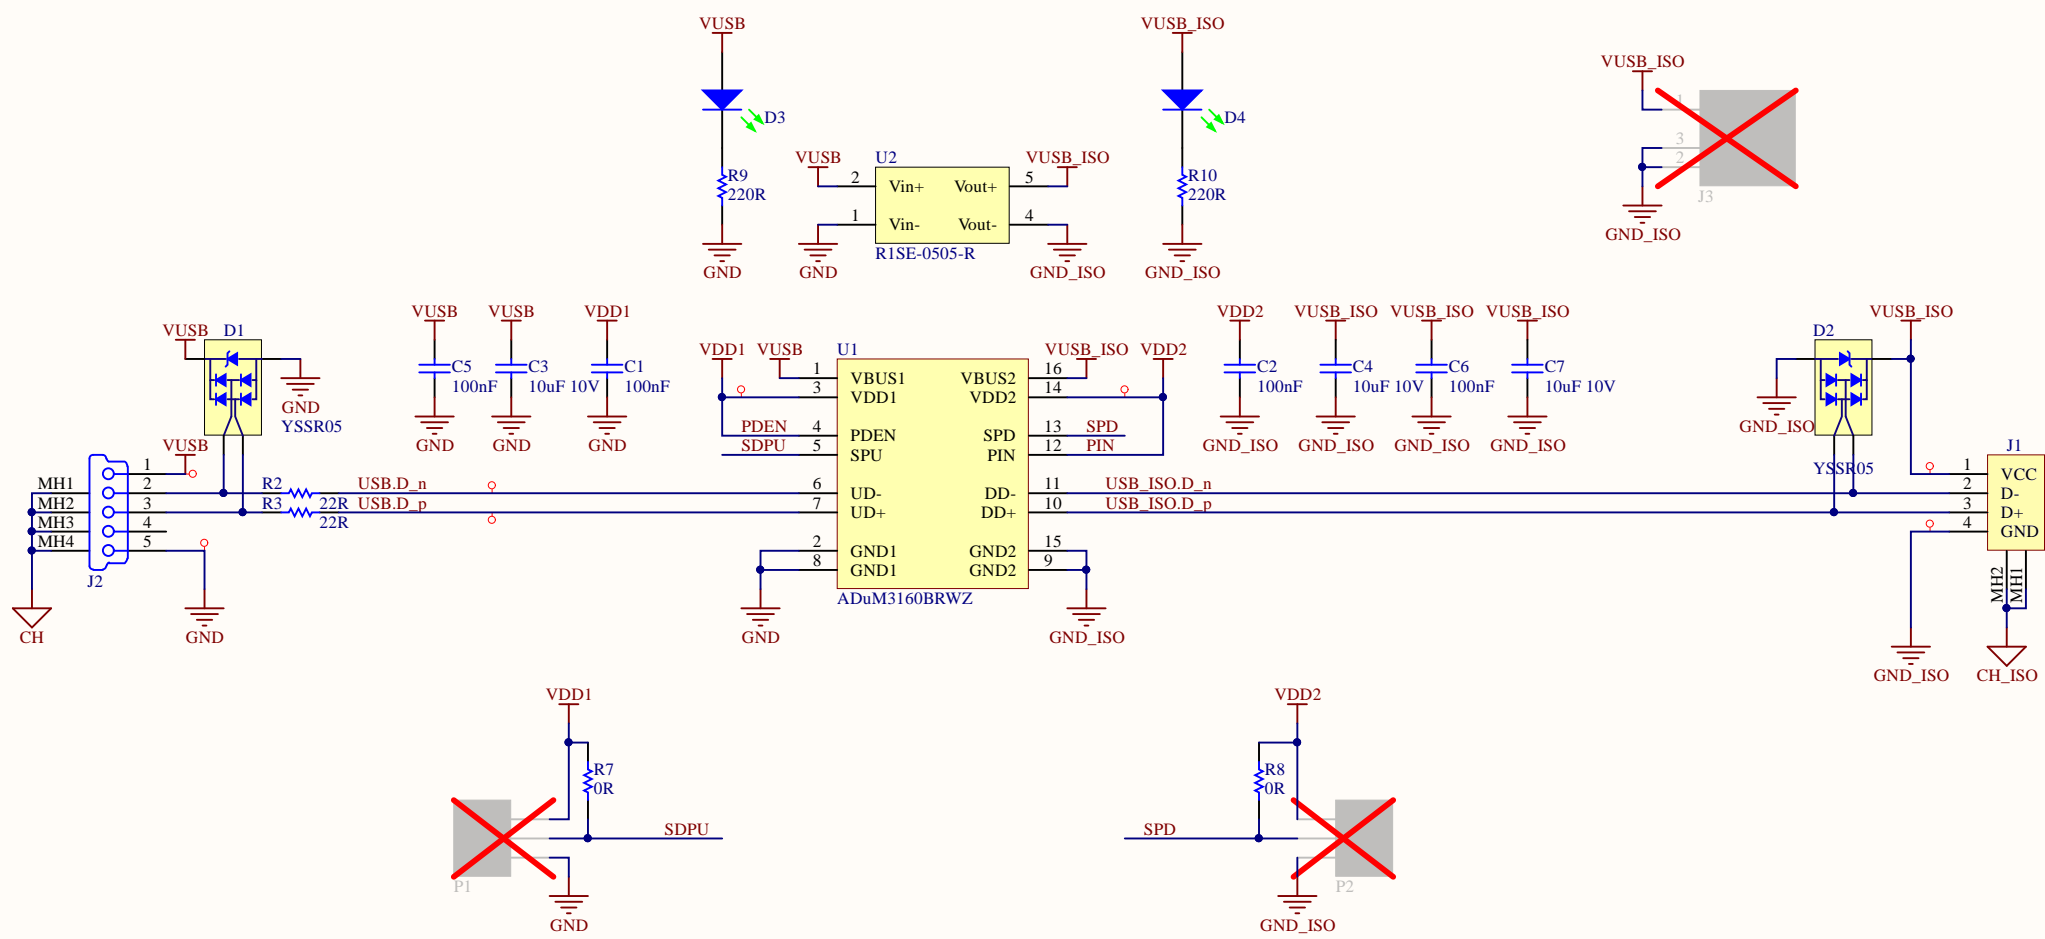 VUSB
VUSB_ISO
D3
D4
R9
220R
R10
220R
GND
GND_ISO
VUSB
U2
VUSB_ISO
2
Vin+
Vout+
5
1
Vin-
Vout-
4
R1SE-0505-R
GND
GND_ISO
VUSB_ISO
1
3
2
J3
GND_ISO
VUSB
D1
GND
YSSR05
VUSB
C5
100nF
GND
VUSB
C3
10uF 10V
GND
VDD1
C1
100nF
GND
VDD1
VUSB
U1
VUSB_ISO
VDD2
1
VBUS1
VBUS2
16
3
VDD1
VDD2
14
PDEN
4
PDEN
SPD
13
SPD
SDPU
5
SPU
PIN
12
PIN
6
UD-
DD-
11
7
UD+
DD+
10
2
GND1
GND2
15
8
GND1
GND2
9
ADuM3160BRWZ
GND
GND_ISO
VDD2
C2
100nF
GND_ISO
VUSB_ISO
C4
10uF 10V
GND_ISO
VUSB_ISO
C6
100nF
GND_ISO
VUSB_ISO
C7
10uF 10V
GND_ISO
D2
VUSB_ISO
GND_ISO
YSSR05
VUSB
1
MH1
2
MH2
3
MH3
4
MH4
5
J2
CH
GND
R2
22R
USB.D_n
R3
22R
USB.D_p
USB_ISO.D_n
USB_ISO.D_p
J1
1
VCC
2
D-
3
D+
4
GND
MH2
MH1
GND_ISO
CH_ISO
VDD1
R7
0R
SDPU
P1
GND
VDD2
R8
0R
SPD
P2
GND_ISO